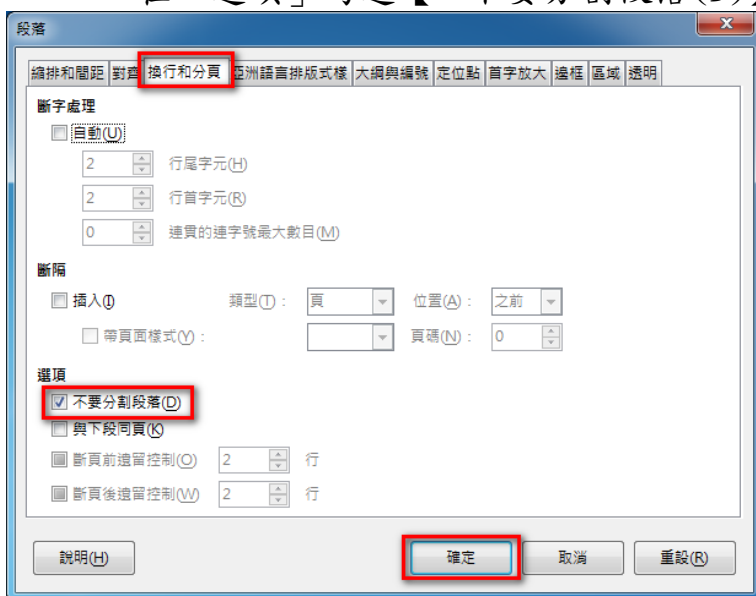 段落
編排和間距 對齊 換行和分頁 亞洲語言排版式樣 大綱與編號 定位點 首字放大 邊框 區域 透明
斷字處理
自動(U)
2 行尾字元(H)
2 行首字元(R)
0 連貫的連字號最大數目(M)
斷隔
插入(I) 類型(T): 頁 位置(A): 之前
帶頁面樣式(Y): 頁碼(N): 0
選項
不要分割段落(D)
與下段同頁(K)
斷頁前遺留控制(O) 2 行
斷頁後遺留控制(W) 2 行
說明(H) 確定 取消 重設(R)